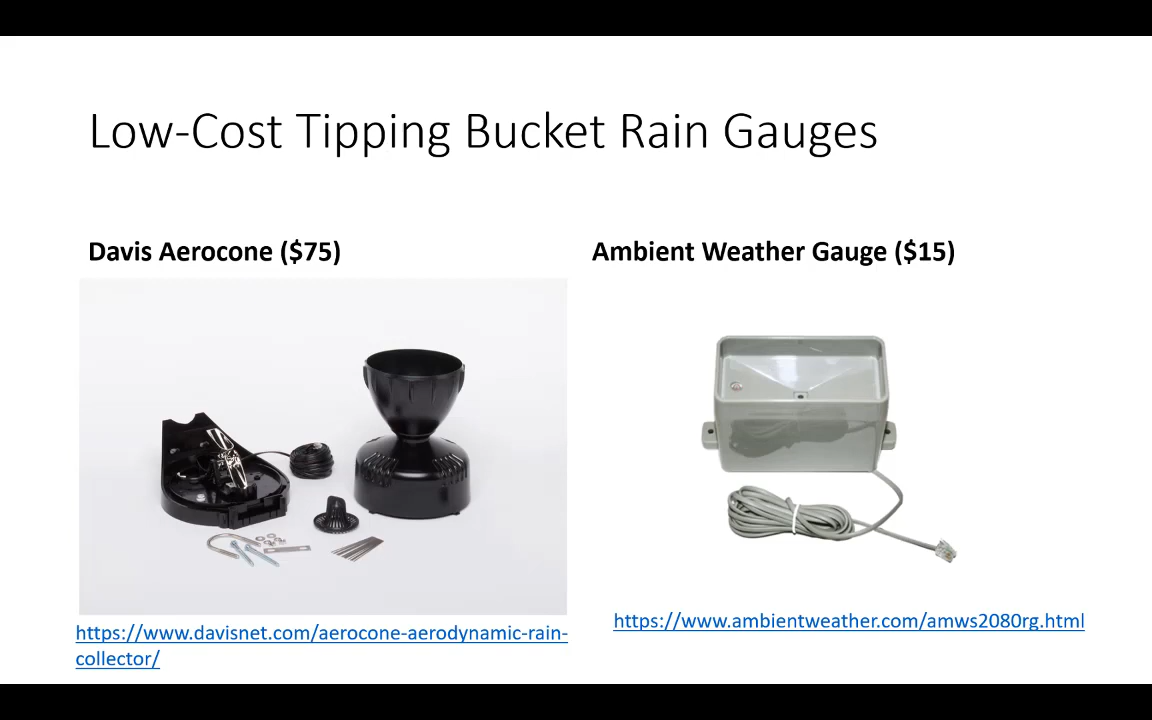 Low-Cost Tipping Bucket Rain Gauges
Davis Aerocone ($75)
Ambient Weather Gauge ($15)
https://www.davisnet.com/aerocone-aerodynamic-rain-
collector/
https://www.ambientweather.com/amws2080rg.html